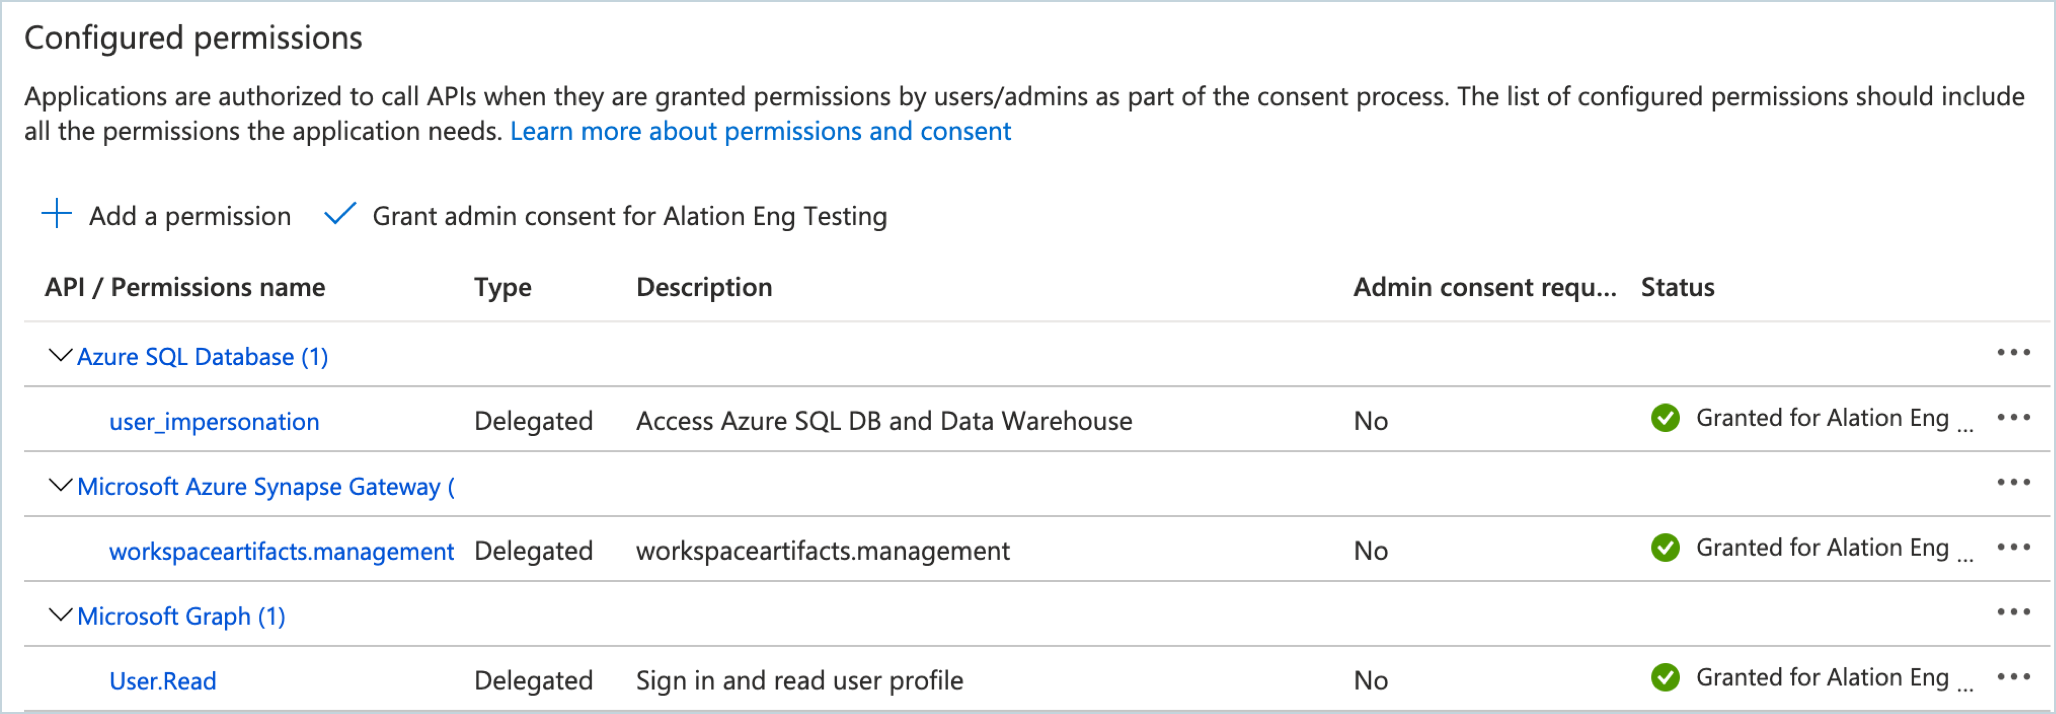 Configured permissions
Applications are authorized to call APIs when they are granted permissions by users/admins as part of the consent process. The list of configured permissions should include
all the permissions the application needs. Learn more about permissions and consent
Add a permission Grant admin consent for Alation Eng Testing
API / Permissions name Type Description Admin consent requ... Status
Azure SQL Database (1)
user_impersonation Delegated Access Azure SQL DB and Data Warehouse No Granted for Alation Eng ...
Microsoft Azure Synapse Gateway (
workspaceartifacts.management Delegated workspaceartifacts.management No Granted for Alation Eng ...
Microsoft Graph (1)
User.Read Delegated Sign in and read user profile No Granted for Alation Eng ...